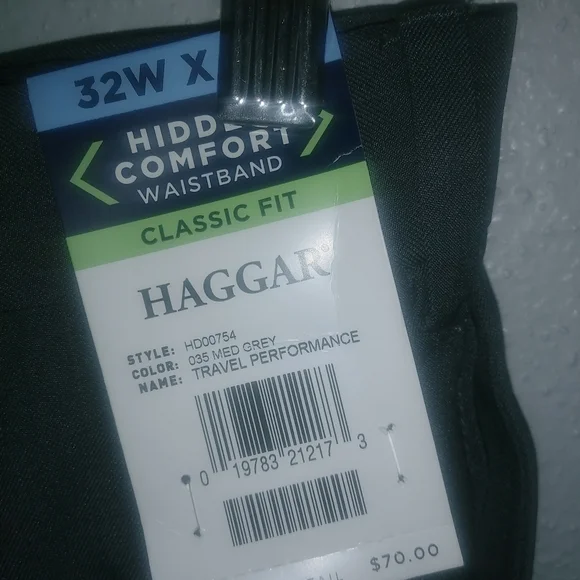 32W X
COMFORT
WAISTBAND
CLASSIC FIT
HAGGAR
STYLE: HD00754
COLOR: 035 MED GREY
NAME: TRAVEL PERFORMANCE
0 19783 21217 3
$70.00